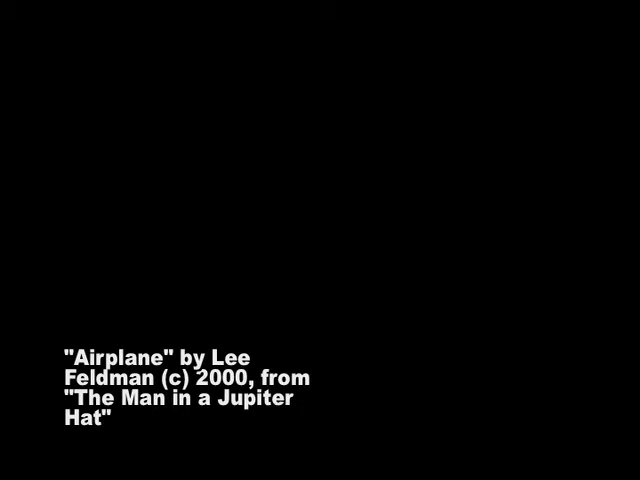 "Airplane" by Lee
Feldman (c) 2000, from
"The Man in a Jupiter
Hat"